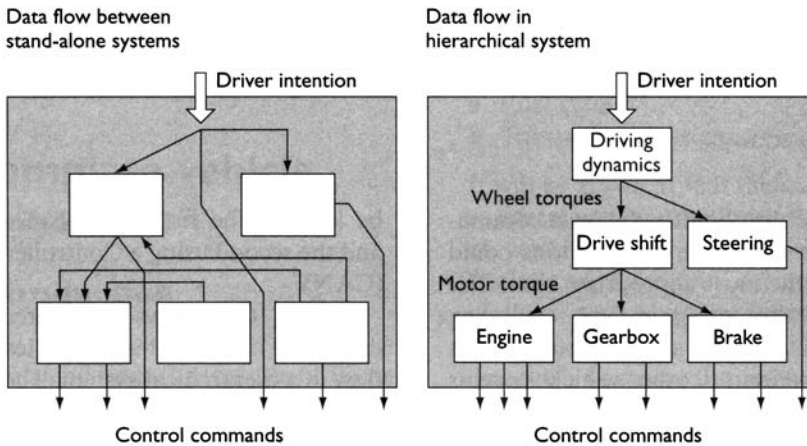 Data flow between
stand-alone systems
Driver intention
Control commands
Data flow in
hierarchical system
Driver intention
Driving
dynamics
Wheel torques
Drive shift
Steering
Motor torque
Engine
Gearbox
Brake
Control commands